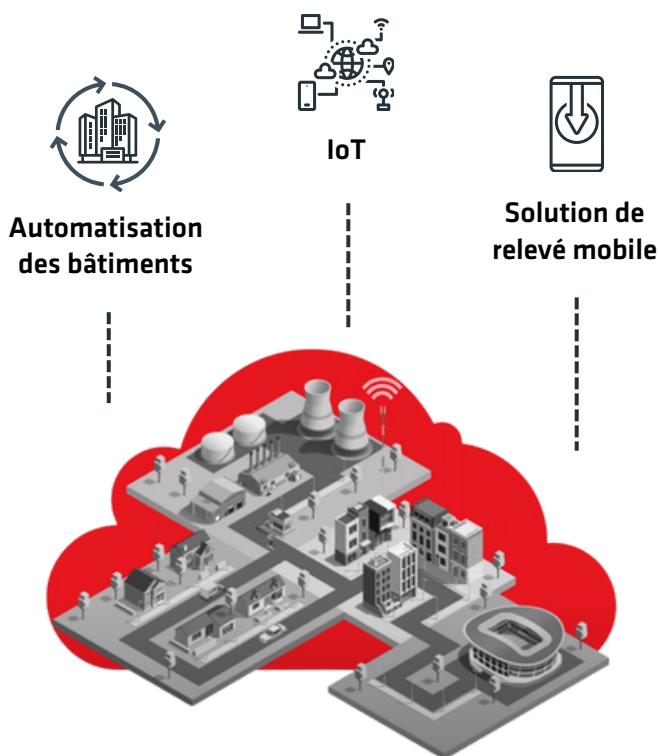 IoT
Automatisation
des bâtiments
Solution de
relevé mobile